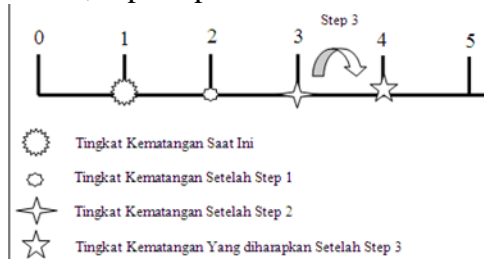 Step 3
0 1 2 3 4 5
Tingkat Kematangan Saat Ini
Tingkat Kematangan Setelah Step 1
Tingkat Kematangan Setelah Step 2
Tingkat Kematangan Yang diharapkan Setelah Step 3